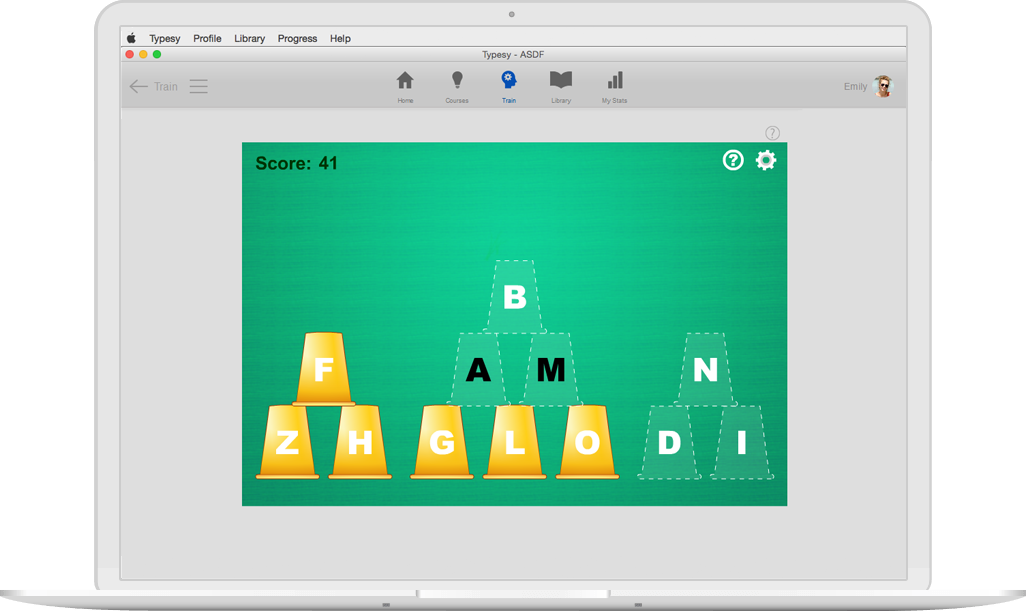 Typesy Profile Library Progress Help
Typesy - ASDF
Train
Home Courses Train Library My Stats
Emily
?
Score: 41 ?
B
F A M N
Z H G L O D I